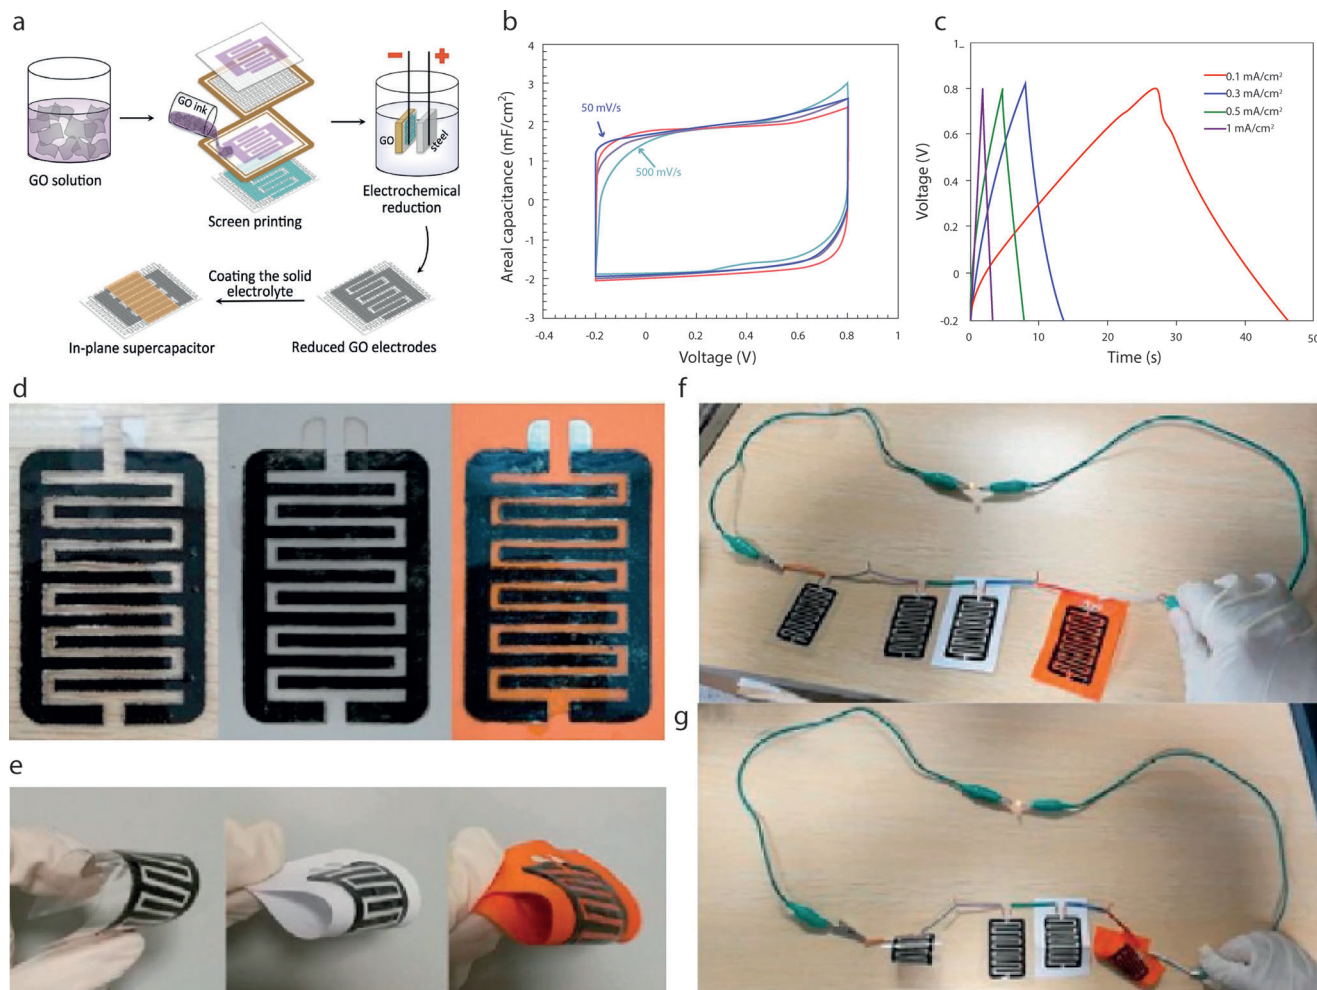 a
GO solution
GO ink
Screen printing
−
+
GO
steel
Electrochemical
reduction
Coating the solid
electrolyte
In-plane supercapacitor
Reduced GO electrodes
b
Areal capacitance (mF/cm²)
4
3
2
1
0
-1
-2
-3
50 mV/s
500 mV/s
-0.4
-0.2
0
0.2
0.4
0.6
0.8
1
Voltage (V)
c
Voltage (V)
1
0.8
0.6
0.4
0.2
0
-0.2
0.1 mA/cm²
0.3 mA/cm²
0.5 mA/cm²
1 mA/cm²
0
10
20
30
40
50
Time (s)
d
e
f
g